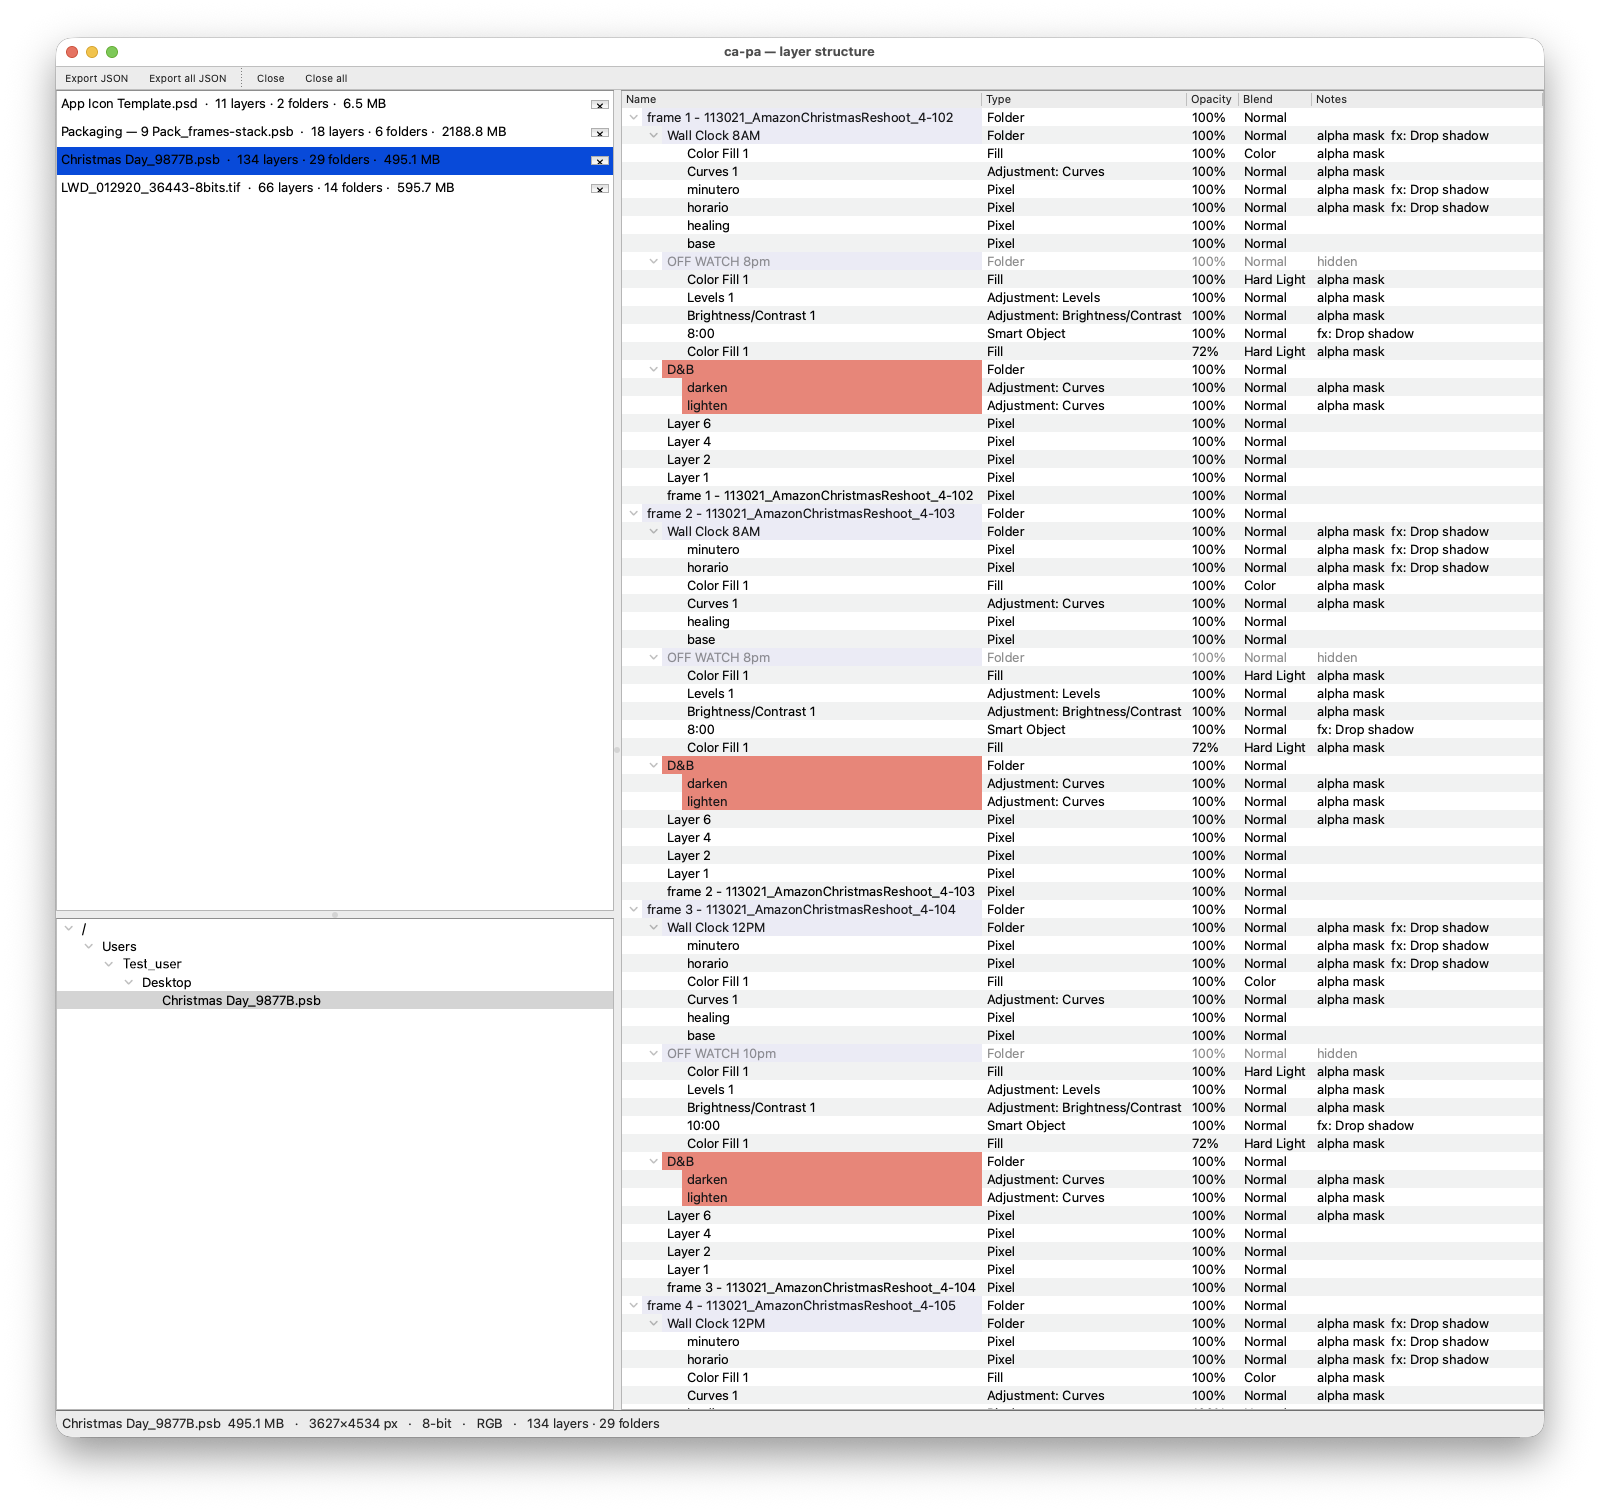 ca-pa — layer structure
Export JSON Export all JSON Close Close all
App Icon Template.psd · 11 layers · 2 folders · 6.5 MB
Packaging — 9 Pack_frames-stack.psb · 18 layers · 6 folders · 2188.8 MB
Christmas Day_9877B.psb · 134 layers · 29 folders · 495.1 MB
LWD_012920_36443-8bits.tif · 66 layers · 14 folders · 595.7 MB
/
Users
Test_user
Desktop
Christmas Day_9877B.psb
Name Type Opacity Blend Notes
frame 1 - 113021_AmazonChristmasReshoot_4-102 Folder 100% Normal
Wall Clock 8AM Folder 100% Normal alpha mask fx: Drop shadow
Color Fill 1 Fill 100% Color alpha mask
Curves 1 Adjustment: Curves 100% Normal alpha mask
minutero Pixel 100% Normal alpha mask fx: Drop shadow
horario Pixel 100% Normal alpha mask fx: Drop shadow
healing Pixel 100% Normal
base Pixel 100% Normal
OFF WATCH 8pm Folder 100% Normal hidden
Color Fill 1 Fill 100% Hard Light alpha mask
Levels 1 Adjustment: Levels 100% Normal alpha mask
Brightness/Contrast 1 Adjustment: Brightness/Contrast 100% Normal alpha mask
8:00 Smart Object 100% Normal fx: Drop shadow
Color Fill 1 Fill 72% Hard Light alpha mask
D&B Folder 100% Normal
darken Adjustment: Curves 100% Normal alpha mask
lighten Adjustment: Curves 100% Normal alpha mask
Layer 6 Pixel 100% Normal
Layer 4 Pixel 100% Normal
Layer 2 Pixel 100% Normal
Layer 1 Pixel 100% Normal
frame 1 - 113021_AmazonChristmasReshoot_4-102 Pixel 100% Normal
frame 2 - 113021_AmazonChristmasReshoot_4-103 Folder 100% Normal
Wall Clock 8AM Folder 100% Normal alpha mask fx: Drop shadow
minutero Pixel 100% Normal alpha mask fx: Drop shadow
horario Pixel 100% Normal alpha mask fx: Drop shadow
Color Fill 1 Fill 100% Color alpha mask
Curves 1 Adjustment: Curves 100% Normal alpha mask
healing Pixel 100% Normal
base Pixel 100% Normal
OFF WATCH 8pm Folder 100% Normal hidden
Color Fill 1 Fill 100% Hard Light alpha mask
Levels 1 Adjustment: Levels 100% Normal alpha mask
Brightness/Contrast 1 Adjustment: Brightness/Contrast 100% Normal alpha mask
8:00 Smart Object 100% Normal fx: Drop shadow
Color Fill 1 Fill 72% Hard Light alpha mask
D&B Folder 100% Normal
darken Adjustment: Curves 100% Normal alpha mask
lighten Adjustment: Curves 100% Normal alpha mask
Layer 6 Pixel 100% Normal alpha mask
Layer 4 Pixel 100% Normal
Layer 2 Pixel 100% Normal
Layer 1 Pixel 100% Normal
frame 2 - 113021_AmazonChristmasReshoot_4-103 Pixel 100% Normal
frame 3 - 113021_AmazonChristmasReshoot_4-104 Folder 100% Normal
Wall Clock 12PM Folder 100% Normal alpha mask fx: Drop shadow
minutero Pixel 100% Normal alpha mask fx: Drop shadow
horario Pixel 100% Normal alpha mask fx: Drop shadow
Color Fill 1 Fill 100% Color alpha mask
Curves 1 Adjustment: Curves 100% Normal alpha mask
healing Pixel 100% Normal
base Pixel 100% Normal
OFF WATCH 10pm Folder 100% Normal hidden
Color Fill 1 Fill 100% Hard Light alpha mask
Levels 1 Adjustment: Levels 100% Normal alpha mask
Brightness/Contrast 1 Adjustment: Brightness/Contrast 100% Normal alpha mask
10:00 Smart Object 100% Normal fx: Drop shadow
Color Fill 1 Fill 72% Hard Light alpha mask
D&B Folder 100% Normal
darken Adjustment: Curves 100% Normal alpha mask
lighten Adjustment: Curves 100% Normal alpha mask
Layer 6 Pixel 100% Normal alpha mask
Layer 4 Pixel 100% Normal
Layer 2 Pixel 100% Normal
Layer 1 Pixel 100% Normal
frame 3 - 113021_AmazonChristmasReshoot_4-104 Pixel 100% Normal
frame 4 - 113021_AmazonChristmasReshoot_4-105 Folder 100% Normal
Wall Clock 12PM Folder 100% Normal alpha mask fx: Drop shadow
minutero Pixel 100% Normal alpha mask fx: Drop shadow
horario Pixel 100% Normal alpha mask fx: Drop shadow
Color Fill 1 Fill 100% Color alpha mask
Curves 1 Adjustment: Curves 100% Normal alpha mask
Christmas Day_9877B.psb 495.1 MB · 3627×4534 px · 8-bit · RGB · 134 layers · 29 folders